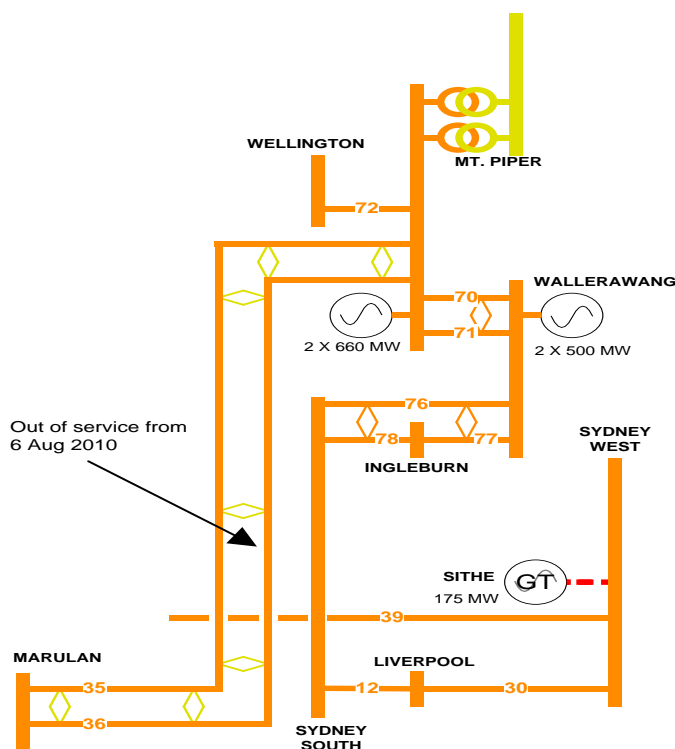 WELLINGTON
MT. PIPER
72
WALLERAWANG
70
71
2 X 660 MW
2 X 500 MW
76
78
77
INGLEBURN
SYDNEY
WEST
Out of service from
6 Aug 2010
SITHE
GT
175 MW
39
MARULAN
LIVERPOOL
35
12
30
36
SYDNEY
SOUTH